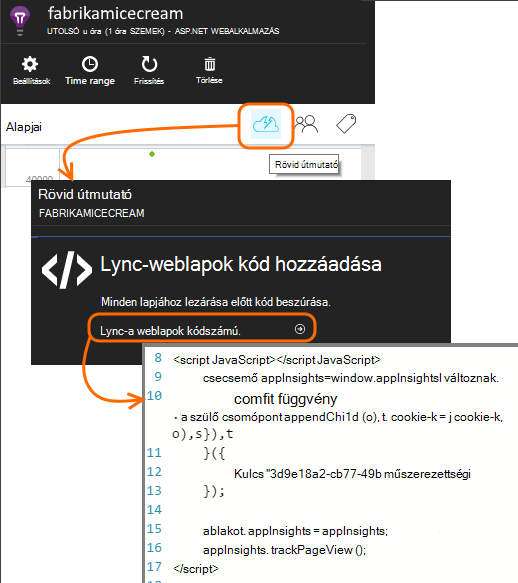 fabrikamicecream
UTOLSÓ u óra (1 óra SZEMEK) - ASP.NET WEBALKALMAZÁS
Beállítások Time range Frissítés Törlése
Alapjai
Rövid útmutató
40000
Rövid útmutató
FABRIKAMICECREAM
</> Lync-weblapok kód hozzáadása
Minden lapjához lezárása előtt kód beszúrása.
Lync-a weblapok kódszámú.
8 <script JavaScript></script JavaScript>
9 csecsemő appInsights=window.appInsightsl változnak.
10 comfit függvény
- a szülő csomópont appendChi1d (o), t. cookie-k = j cookie-k,
o),s}),t
11 }({
12 Kulcs "3d9e18a2-cb77-49b műszerezettségi
13 });
14
15 ablakot. appInsights = appInsights;
16 appInsights. trackPageView ();
17 </script>